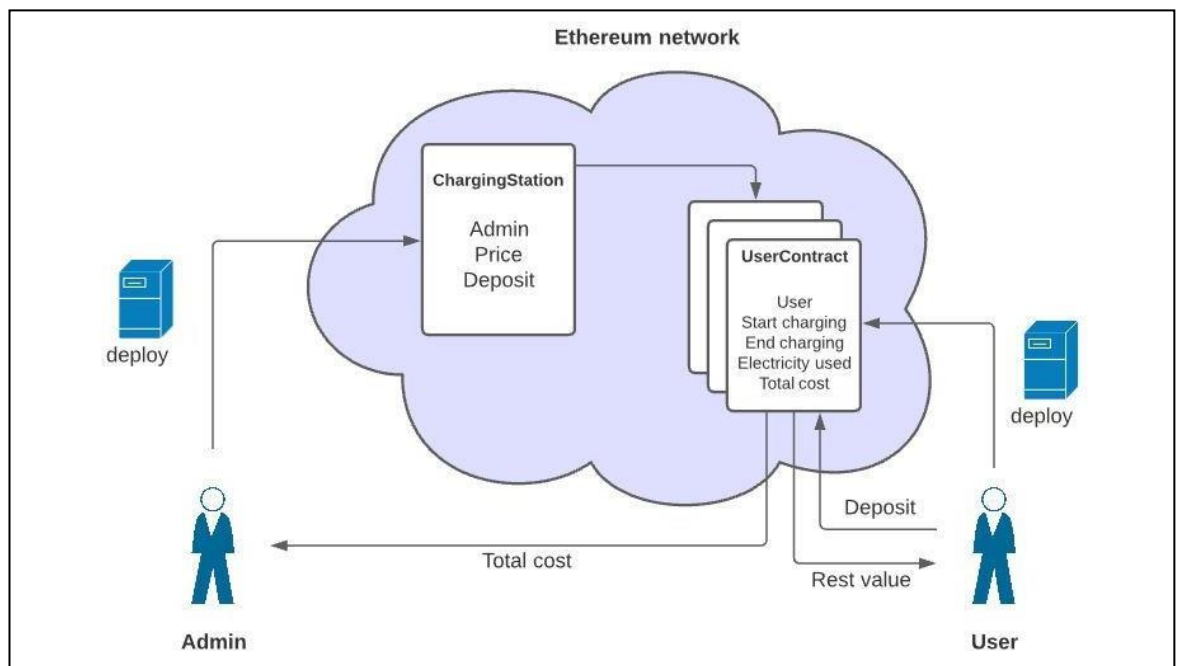 Ethereum network
ChargingStation
Admin
Price
Deposit
UserContract
User
Start charging
End charging
Electricity used
Total cost
deploy
deploy
Deposit
Total cost
Rest value
Admin
User